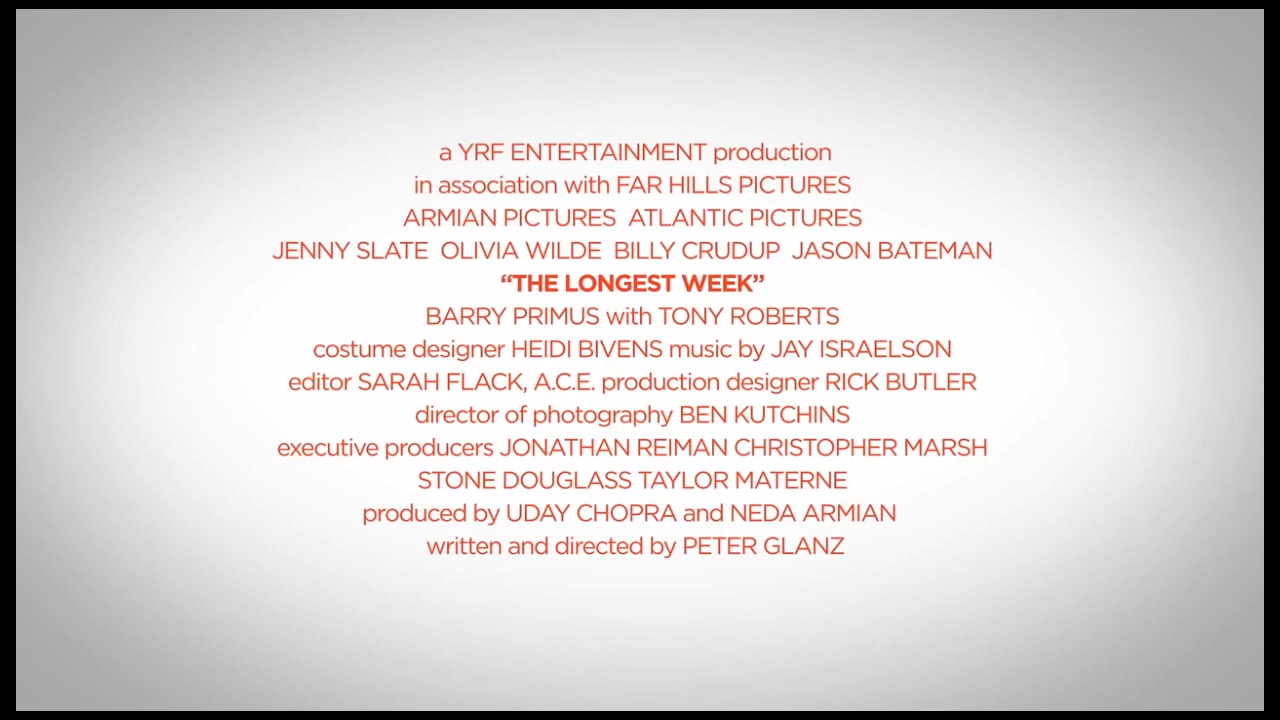 a YRF ENTERTAINMENT production
in association with FAR HILLS PICTURES
ARMIAN PICTURES ATLANTIC PICTURES
JENNY SLATE OLIVIA WILDE BILLY CRUDUP JASON BATEMAN
“THE LONGEST WEEK”
BARRY PRIMUS with TONY ROBERTS
costume designer HEIDI BIVENS music by JAY ISRAELSON
editor SARAH FLACK, A.C.E. production designer RICK BUTLER
director of photography BEN KUTCHINS
executive producers JONATHAN REIMAN CHRISTOPHER MARSH
STONE DOUGLASS TAYLOR MATERNE
produced by UDAY CHOPRA and NEDA ARMIAN
written and directed by PETER GLANZ